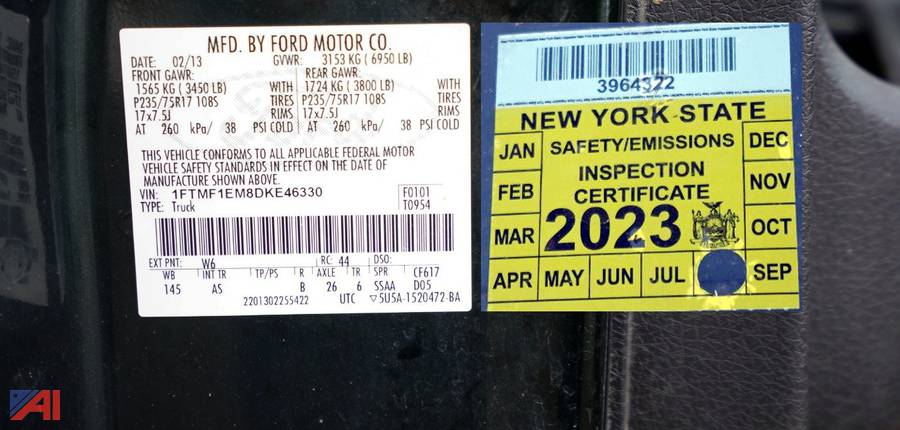 MFD. BY FORD MOTOR CO.
DATE: 02/13 GVWR: 3153 KG ( 6950 LB)
FRONT GAWR: REAR GAWR:
1565 KG ( 3450 LB) WITH 1724 KG ( 3800 LB) WITH
P235/75R17 108S TIRES P235/75R17 108S TIRES
17x7.5J RIMS 17x7.5J RIMS
AT 260 kPa/ 38 PSI COLD AT 260 kPa/ 38 PSI COLD
THIS VEHICLE CONFORMS TO ALL APPLICABLE FEDERAL MOTOR
VEHICLE SAFETY STANDARDS IN EFFECT ON THE DATE OF
MANUFACTURE SHOWN ABOVE.
VIN: 1FTMF1EM8DKE46330 F0101
TYPE: Truck T0954
EXT PNT: W6 RC: 44 DSO:
WB INT TR TP/PS R AXLE TR SPR CF617
145 AS B 26 6 SSAA D05
2201302255422 UTC ▽5U5A-1520472-BA
3964322
NEW YORK STATE
SAFETY/EMISSIONS
INSPECTION
CERTIFICATE
2023
JAN
FEB
MAR
APR MAY JUN JUL SEP
OCT
NOV
DEC
AI